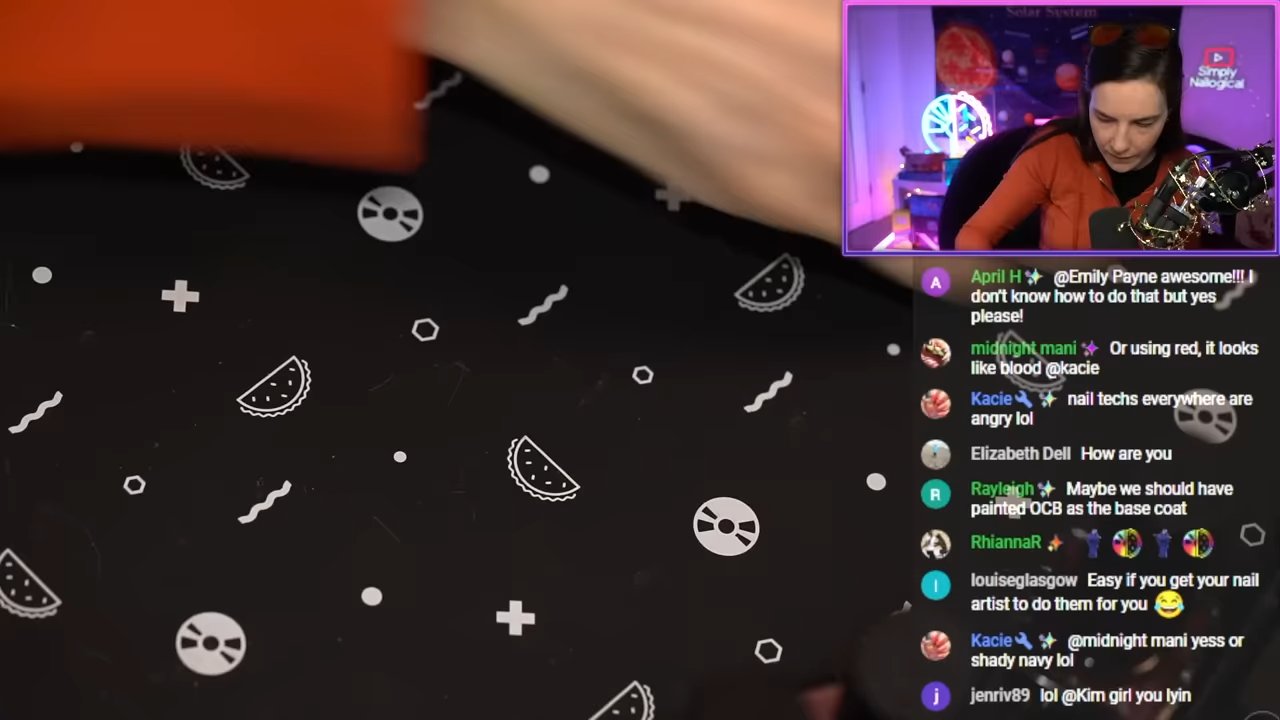 Solar System
Simply
Nailogical
A
April H @Emily Payne awesome!!! I
don't know how to do that but yes
please!
midnight mani Or using red, it looks
like blood @kacie
Kacie nail techs everywhere are
angry lol
Elizabeth Dell How are you
R
Rayleigh Maybe we should have
painted OCB as the base coat
RhiannaR
l
louiseglasgow Easy if you get your nail
artist to do them for you 😂
Kacie @midnight mani yess or
shady navy lol
j
jenriv89 lol @Kim girl you lyin